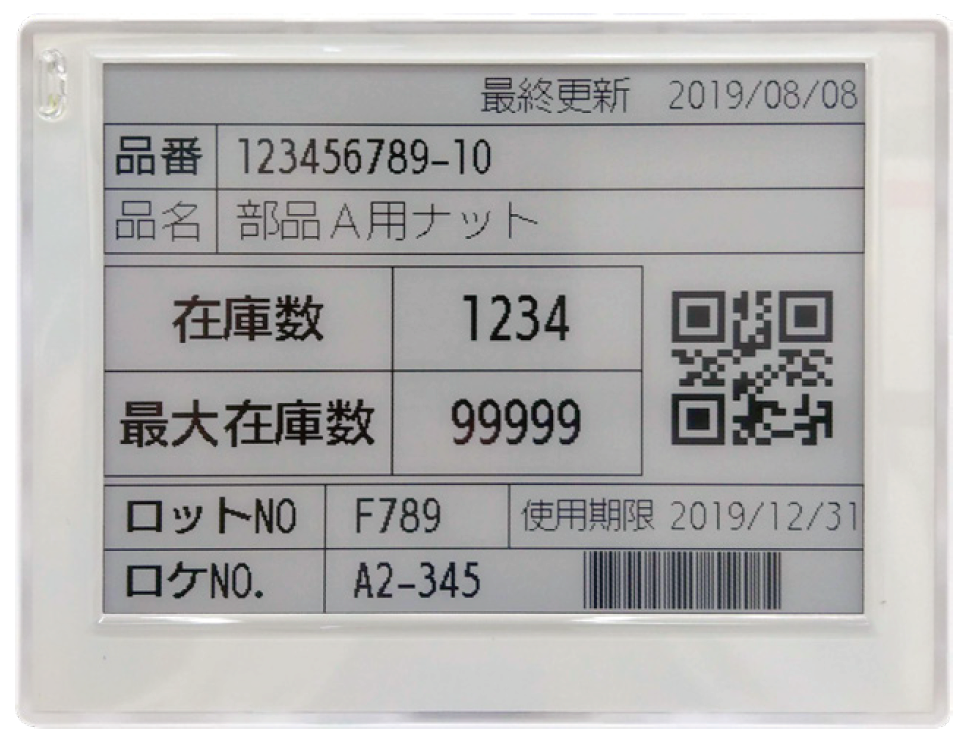 最終更新 2019/08/08
品番 123456789-10
品名 部品A用ナット
在庫数 1234
最大在庫数 99999
ロットNO F789 使用期限 2019/12/31
ロケNO. A2-345